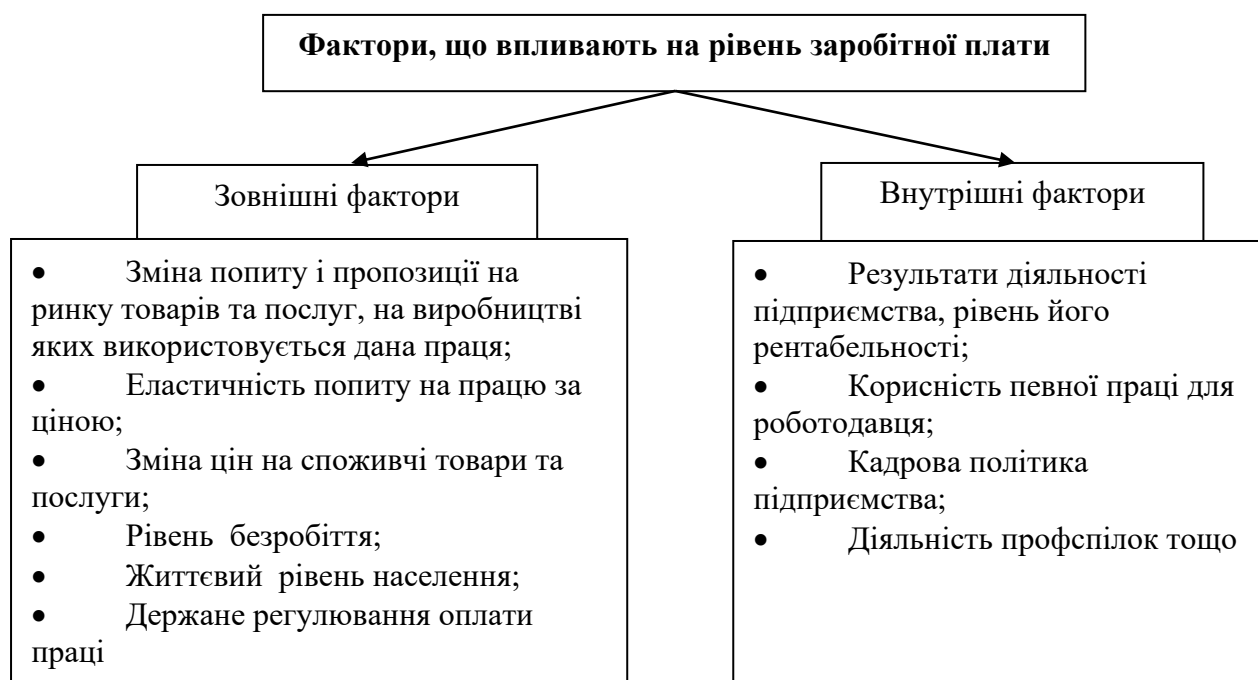 Фактори, що впливають на рівень заробітної плати
Зовнішні фактори
• Зміна попиту і пропозиції на
ринку товарів та послуг, на виробництві
яких використовується дана праця;
• Еластичність попиту на працю за
ціною;
• Зміна цін на споживчі товари та
послуги;
• Рівень безробіття;
• Життєвий рівень населення;
• Держане регулювання оплати
праці
Внутрішні фактори
• Результати діяльності
підприємства, рівень його
рентабельності;
• Корисність певної праці для
роботодавця;
• Кадрова політика
підприємства;
• Діяльність профспілок тощо